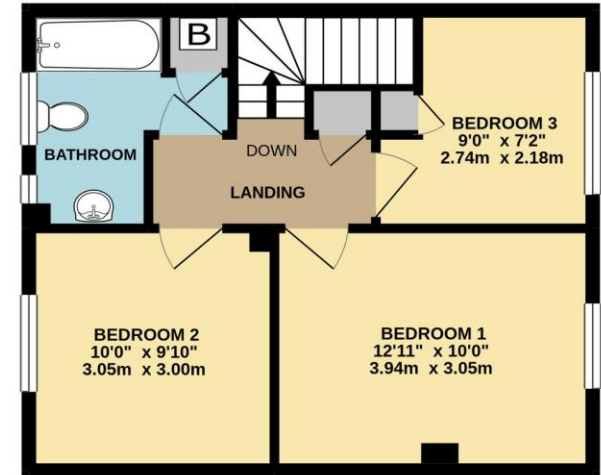 B
BEDROOM 3
9'0" x 7'2"
2.74m x 2.18m
BATHROOM
DOWN
LANDING
BEDROOM 2
10'0" x 9'10"
3.05m x 3.00m
BEDROOM 1
12'11" x 10'0"
3.94m x 3.05m